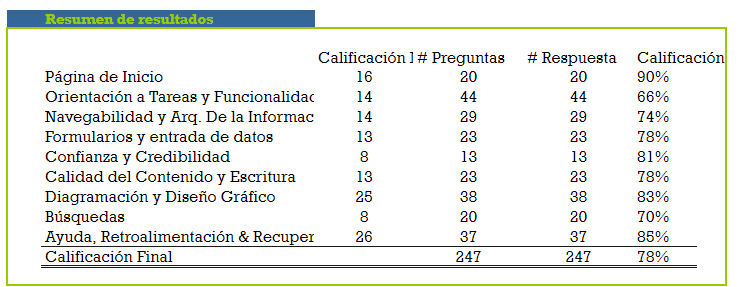 Resumen de resultados
Calificación # Preguntas # Respuesta Calificación
Página de Inicio 16 20 20 90%
Orientación a Tareas y Funcionalidad 14 44 44 66%
Navegabilidad y Arq. De la Informac 14 29 29 74%
Formularios y entrada de datos 13 23 23 78%
Confianza y Credibilidad 8 13 13 81%
Calidad del Contenido y Escritura 13 23 23 78%
Diagramación y Diseño Gráfico 25 38 38 83%
Búsquedas 8 20 20 70%
Ayuda, Retroalimentación & Recuper 26 37 37 85%
Calificación Final 247 247 78%